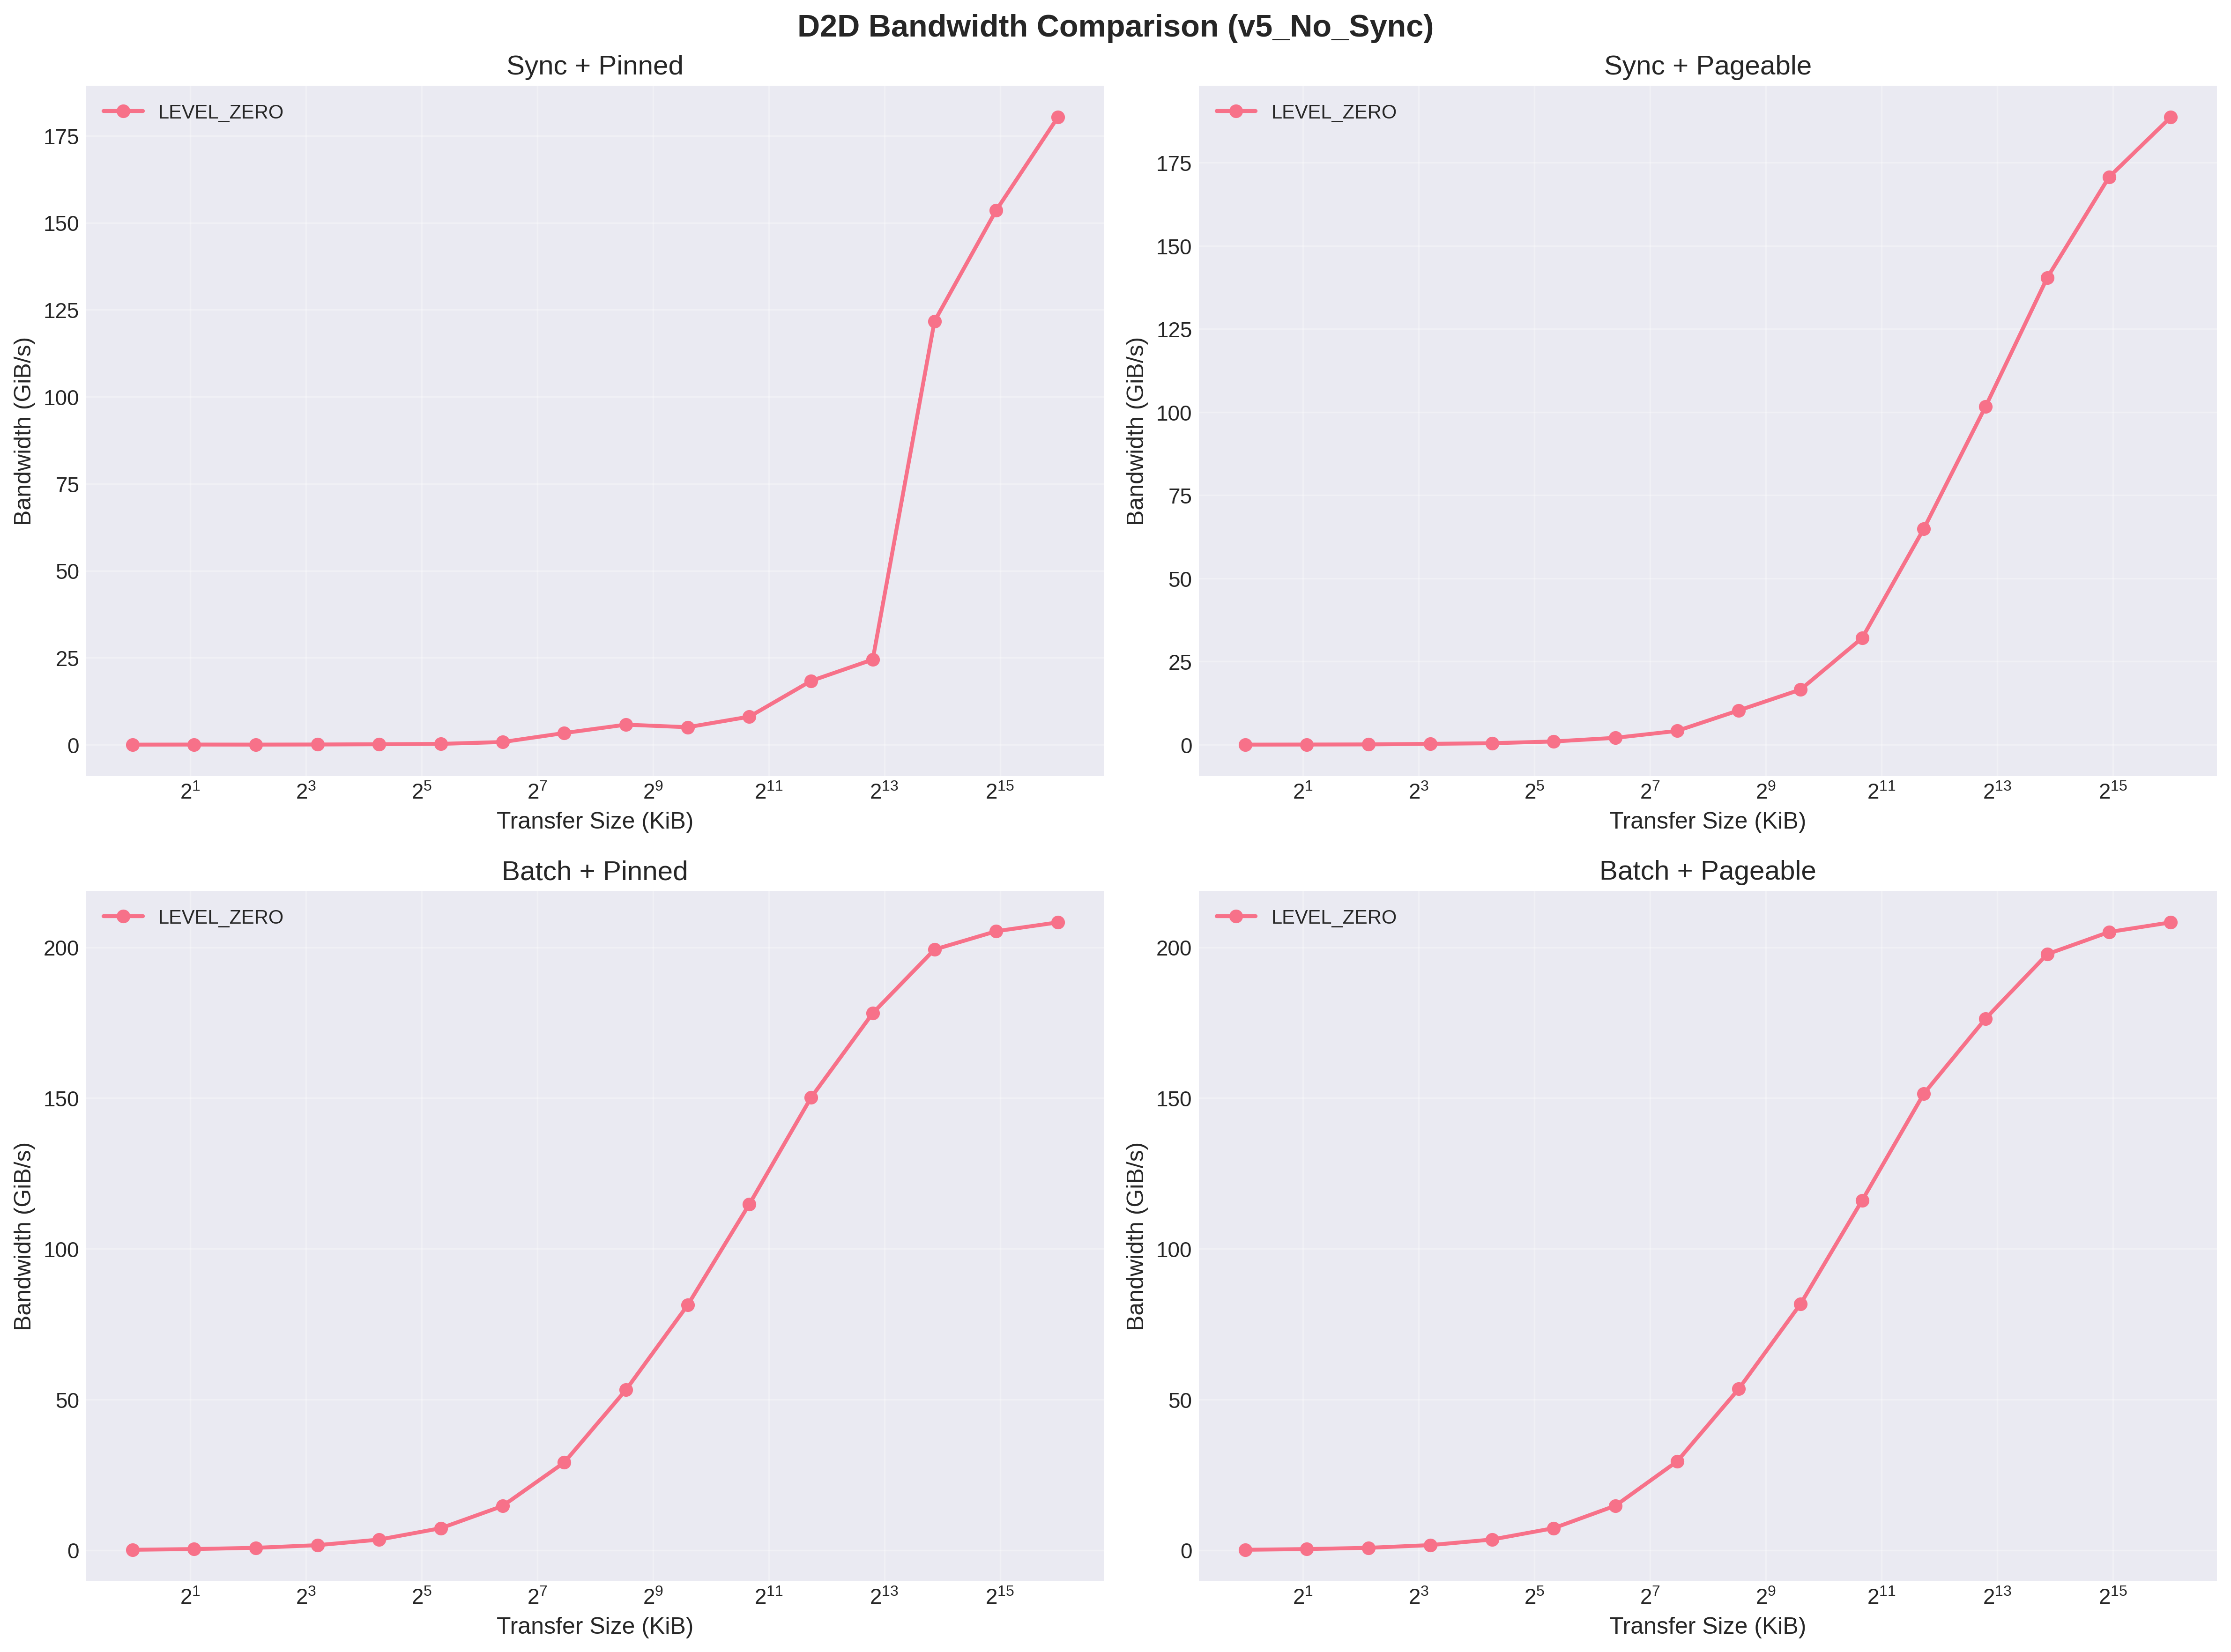 D2D Bandwidth Comparison (v5_No_Sync)
Sync + Pinned
LEVEL_ZERO
175
150
125
100
75
50
25
0
Bandwidth (GiB/s)
2^1 2^3 2^5 2^7 2^9 2^11 2^13 2^15
Transfer Size (KiB)
Sync + Pageable
LEVEL_ZERO
175
150
125
100
75
50
25
0
Bandwidth (GiB/s)
2^1 2^3 2^5 2^7 2^9 2^11 2^13 2^15
Transfer Size (KiB)
Batch + Pinned
LEVEL_ZERO
200
150
100
50
0
Bandwidth (GiB/s)
2^1 2^3 2^5 2^7 2^9 2^11 2^13 2^15
Transfer Size (KiB)
Batch + Pageable
LEVEL_ZERO
200
150
100
50
0
Bandwidth (GiB/s)
2^1 2^3 2^5 2^7 2^9 2^11 2^13 2^15
Transfer Size (KiB)